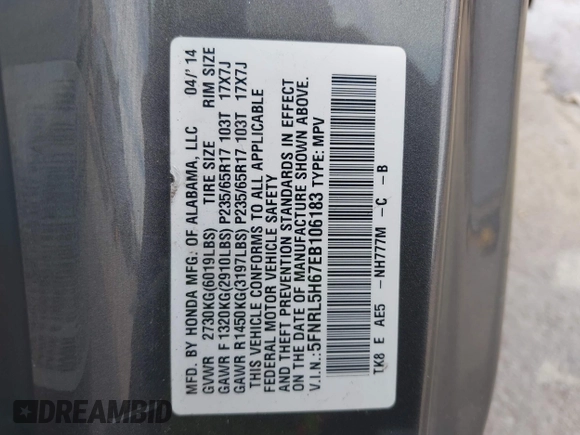 MFD. BY HONDA MFG. OF ALABAMA, LLC 04/'14
GVWR 2730KG(6019LBS) TIRE SIZE RIM SIZE
GAWR F 1320KG(2910LBS) P235/65R17 103T 17X7J
GAWR R1450KG(3197LBS) P235/65R17 103T 17X7J
THIS VEHICLE CONFORMS TO ALL APPLICABLE
FEDERAL MOTOR VEHICLE SAFETY
AND THEFT PREVENTION STANDARDS IN EFFECT
ON THE DATE OF MANUFACTURE SHOWN ABOVE.
V.I.N.:5FNRL5H67EB106183 TYPE: MPV
TK8 E AE5 -NH777M -C -B
DREAMBID